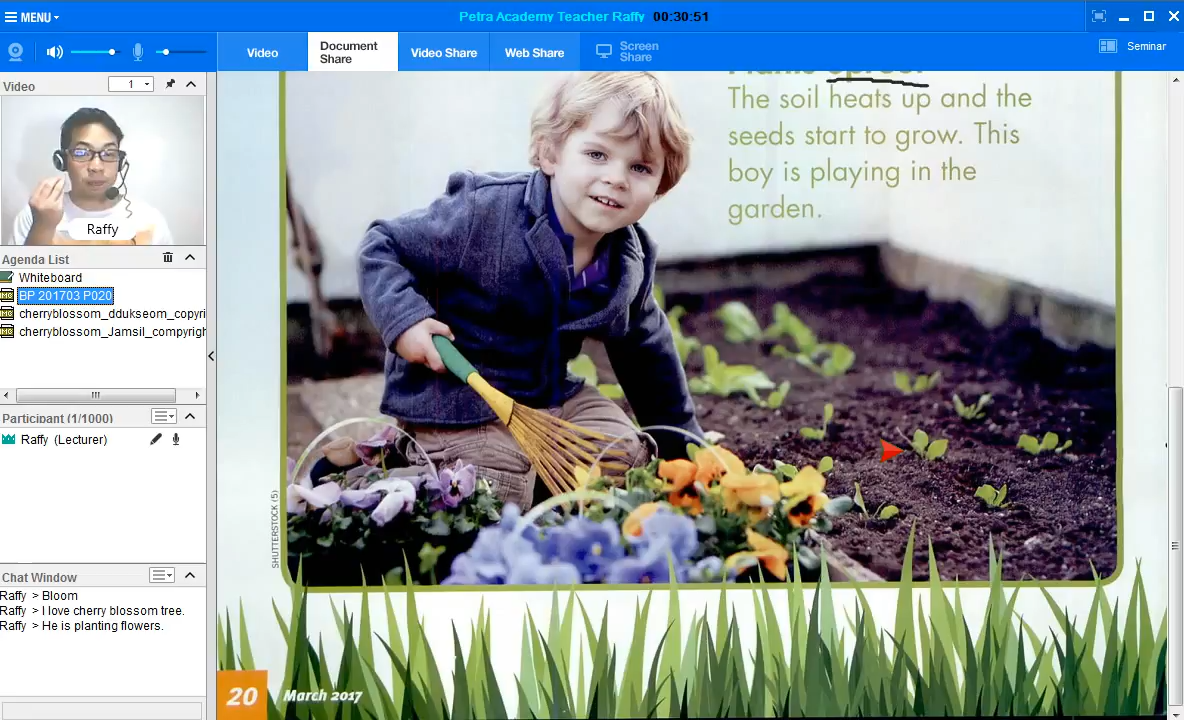 MENU
Petra Academy Teacher Raffy 00:30:51
Video
Document
Share
Video Share
Web Share
Screen
Share
Seminar
Video
1
Raffy
Agenda List
Whiteboard
BP 201703 P020
cherryblossom_ddukseom_copyri
cherryblossom_Jamsil_compyrigh
Participant (1/1000)
Raffy (Lecturer)
Chat Window
Raffy > Bloom
Raffy > I love cherry blossom tree.
Raffy > He is planting flowers.
The soil heats up and the
seeds start to grow. This
boy is playing in the
garden.
SHUTTERSTOCK (5)
20 March 2017